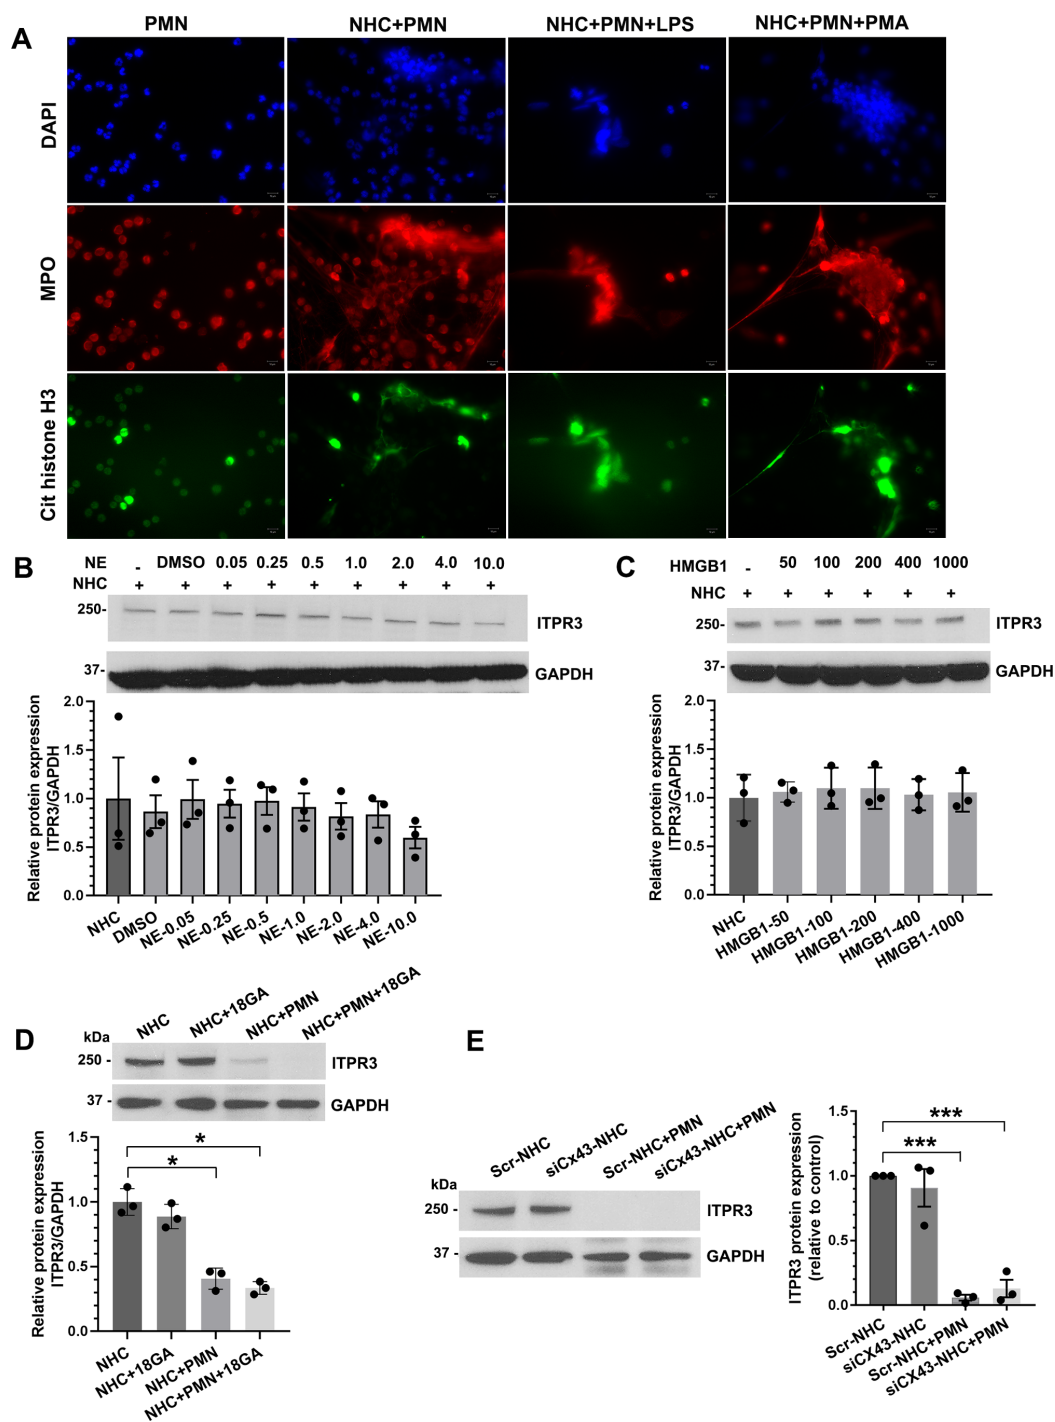 A
PMN NHC+PMN NHC+PMN+LPS NHC+PMN+PMA
DAPI
MPO
Cit histone H3
B
NE - DMSO 0.05 0.25 0.5 1.0 2.0 4.0 10.0
NHC + + + + + + + + +
250-
ITPR3
37-
GAPDH
Relative protein expression
ITPR3/GAPDH
2.0
1.5
1.0
0.5
0.0
NHC DMSO NE-0.05 NE-0.25 NE-0.5 NE-1.0 NE-2.0 NE-4.0 NE-10.0
C
HMGB1 - 50 100 200 400 1000
NHC + + + + + +
250-
ITPR3
37-
GAPDH
Relative protein expression
ITPR3/GAPDH
2.0
1.5
1.0
0.5
0.0
NHC HMGB1-50 HMGB1-100 HMGB1-200 HMGB1-400 HMGB1-1000
D
NHC NHC+18GA NHC+PMN NHC+PMN+18GA
kDa
250 -
ITPR3
37 -
GAPDH
Relative protein expression
ITPR3/GAPDH
1.5
1.0
0.5
0.0
*
*
NHC NHC+18GA NHC+PMN NHC+PMN+18GA
E
Scr-NHC siCx43-NHC Scr-NHC+PMN siCx43-NHC+PMN
kDa
250 -
ITPR3
37 -
GAPDH
ITPR3 protein expression
(relative to control)
1.5
1.0
0.5
0.0
***
***
Scr-NHC siCX43-NHC Scr-NHC+PMN siCX43-NHC+PMN